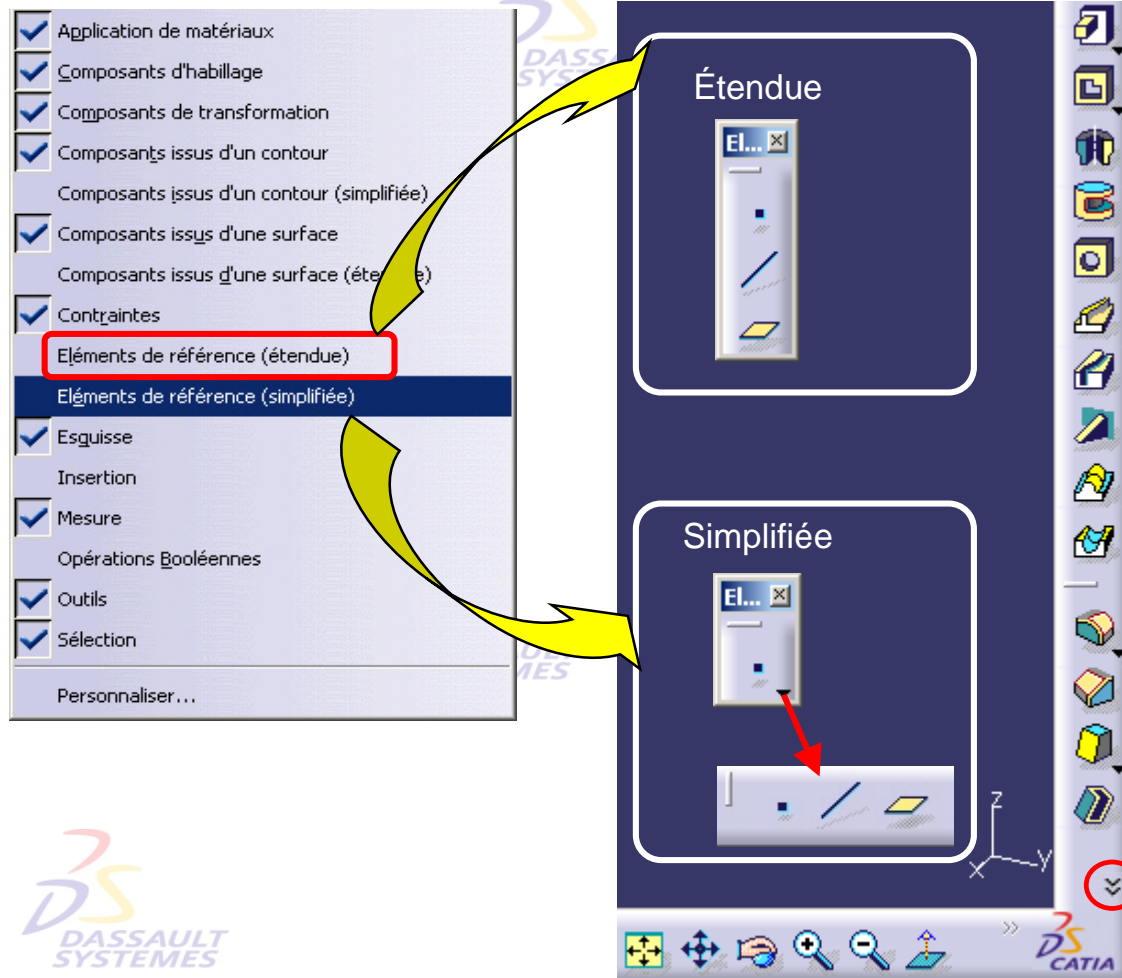 Application de matériaux
Composants d'habillage
Composants de transformation
Composants issus d'un contour
Composants issus d'un contour (simplifiée)
Composants issus d'une surface
Composants issus d'une surface
Contraintes
Eléments de référence (étendue)
Eléments de référence (simplifiée)
Esquisse
Insertion
Mesure
Opérations Booléennes
Outils
Sélection
Personnaliser...
Étendue
El...
Simplifiée
El...
z
y
x
DASSAULT
SYSTEMES
CATIA